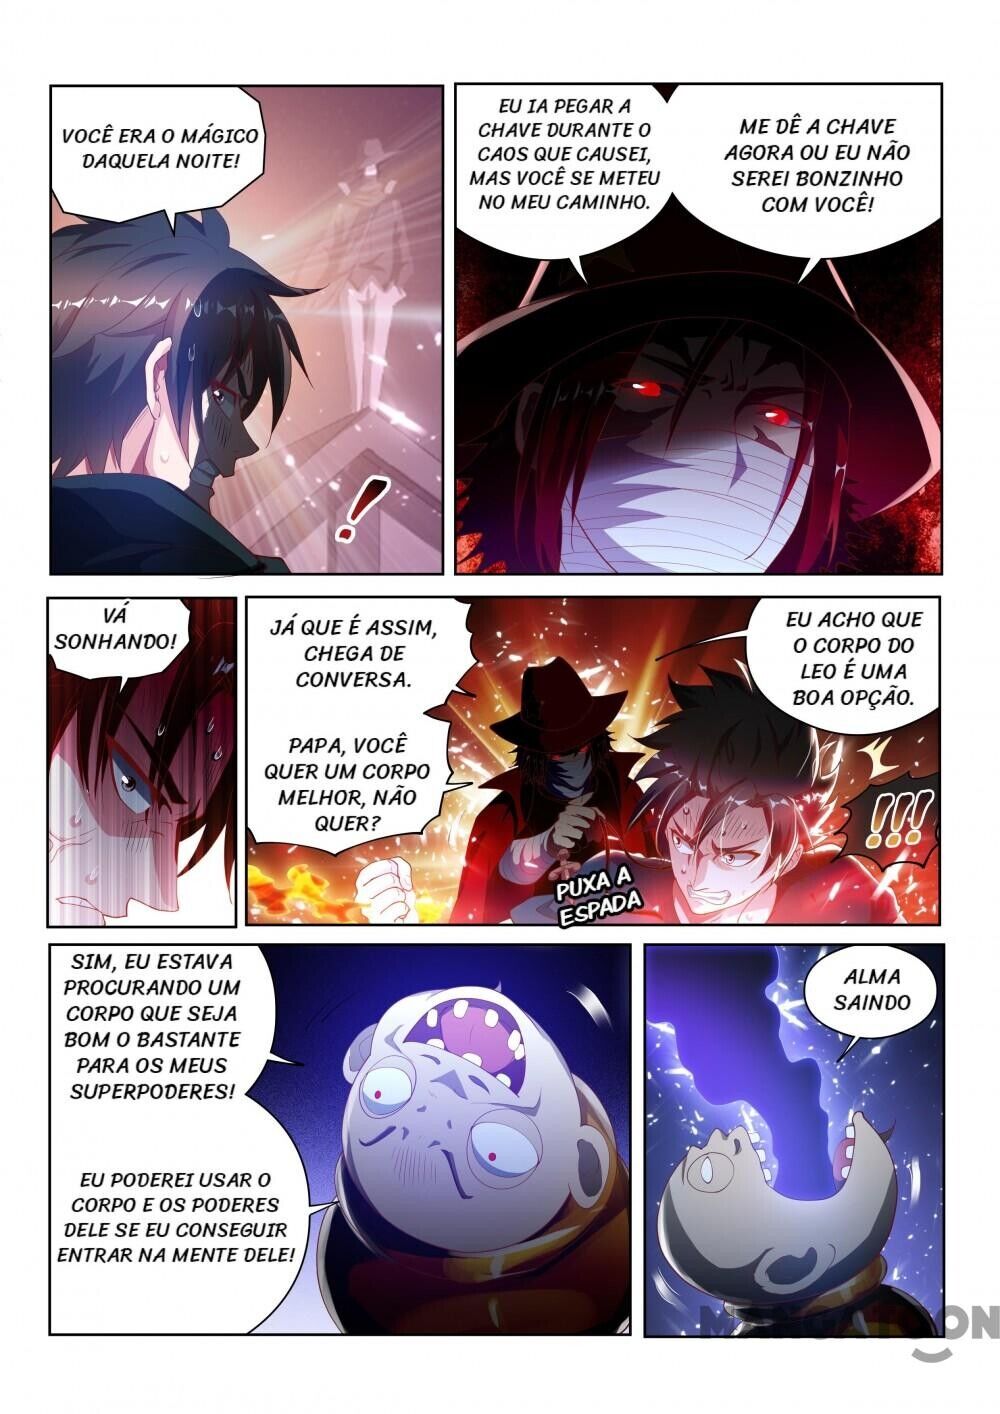 VOCÊ ERA O MÁGICO
DAQUELA NOITE!
EU IA PEGAR A
CHAVE DURANTE O
CAOS QUE CAUSEI,
MAS VOCÊ SE METEU
NO MEU CAMINHO.
ME DÊ A CHAVE
AGORA OU EU NÃO
SEREI BONZINHO
COM VOCÊ!
!
VÁ
SONHANDO!
JÁ QUE É ASSIM,
CHEGA DE
CONVERSA.
PAPA, VOCÊ
QUER UM CORPO
MELHOR, NÃO
QUER?
EU ACHO QUE
O CORPO DO
LEO É UMA
BOA OPÇÃO.
!!!
PUXA A
ESPADA
SIM, EU ESTAVA
PROCURANDO UM
CORPO QUE SEJA
BOM O BASTANTE
PARA OS MEUS
SUPERPODERES!
EU PODEREI USAR O
CORPO E OS PODERES
DELE SE EU CONSEGUIR
ENTRAR NA MENTE DELE!
ALMA
SAINDO
MANGATOON